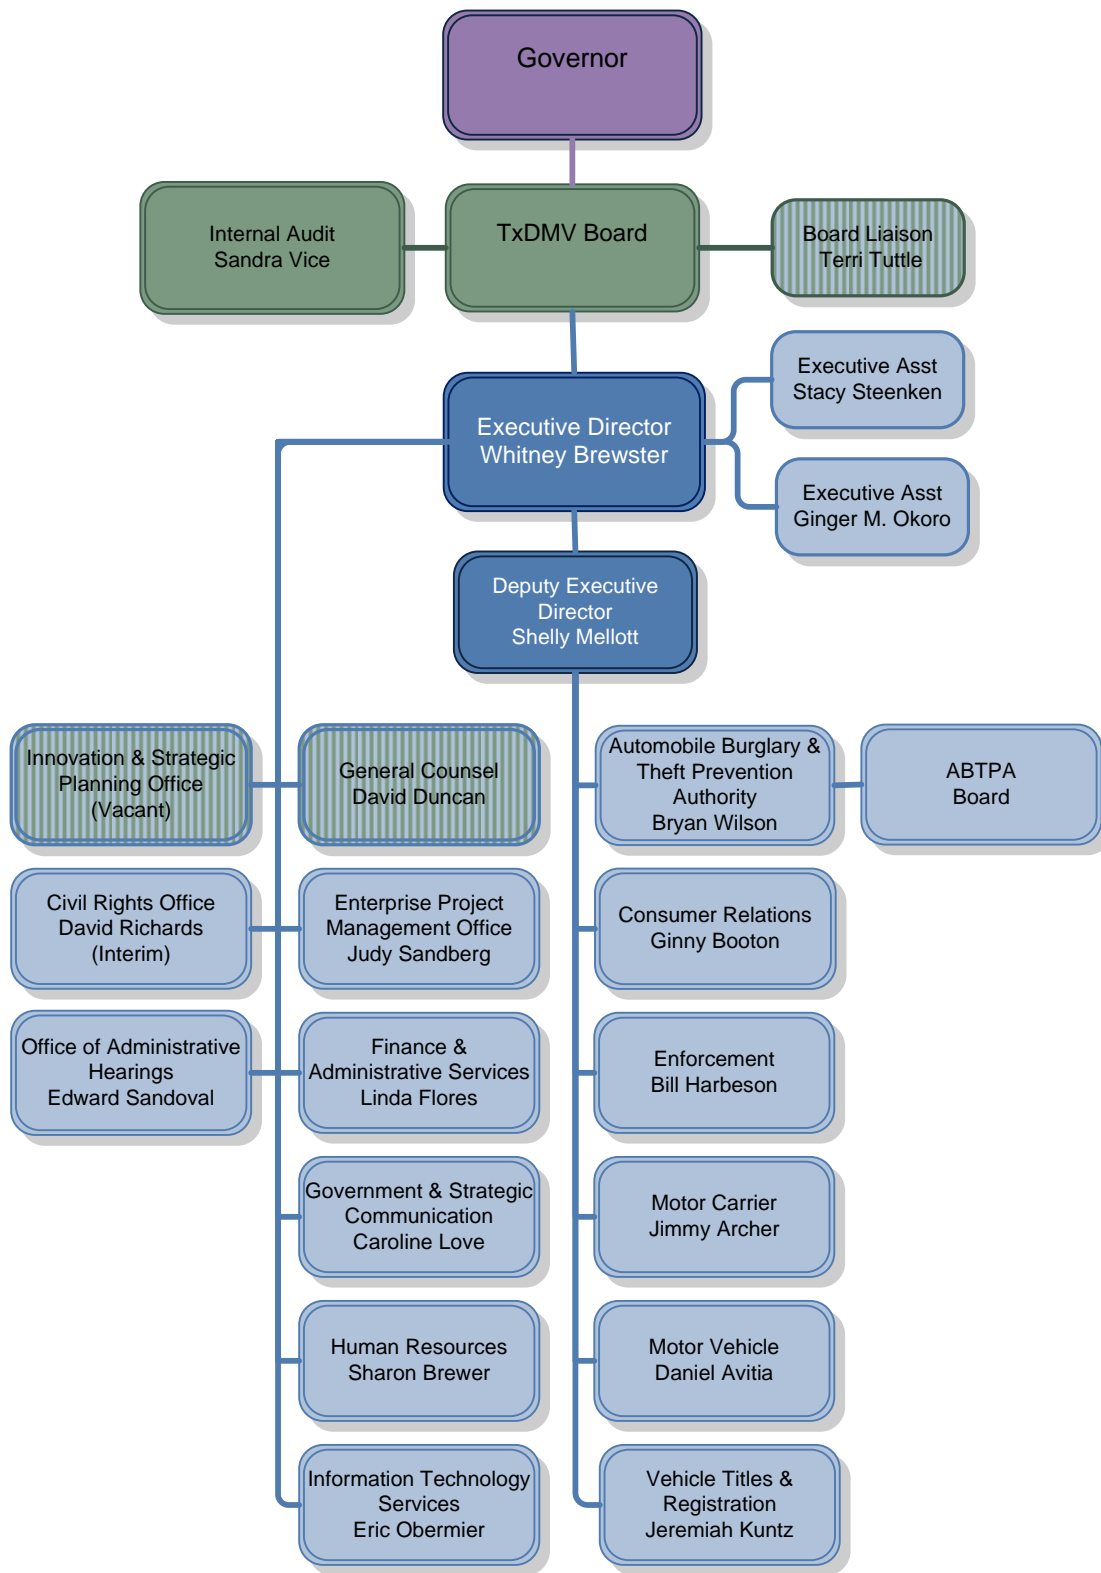 Governor
Internal Audit
Sandra Vice
TxDMV Board
Board Liaison
Terri Tuttle
Executive Asst
Stacy Steenken
Executive Director
Whitney Brewster
Executive Asst
Ginger M. Okoro
Deputy Executive
Director
Shelly Mellott
Innovation & Strategic
Planning Office
(Vacant)
General Counsel
David Duncan
Automobile Burglary &
Theft Prevention
Authority
Bryan Wilson
ABTPA
Board
Civil Rights Office
David Richards
(Interim)
Enterprise Project
Management Office
Judy Sandberg
Consumer Relations
Ginny Booton
Office of Administrative
Hearings
Edward Sandoval
Finance &
Administrative Services
Linda Flores
Enforcement
Bill Harbeson
Government & Strategic
Communication
Caroline Love
Motor Carrier
Jimmy Archer
Human Resources
Sharon Brewer
Motor Vehicle
Daniel Avitia
Information Technology
Services
Eric Obermier
Vehicle Titles &
Registration
Jeremiah Kuntz